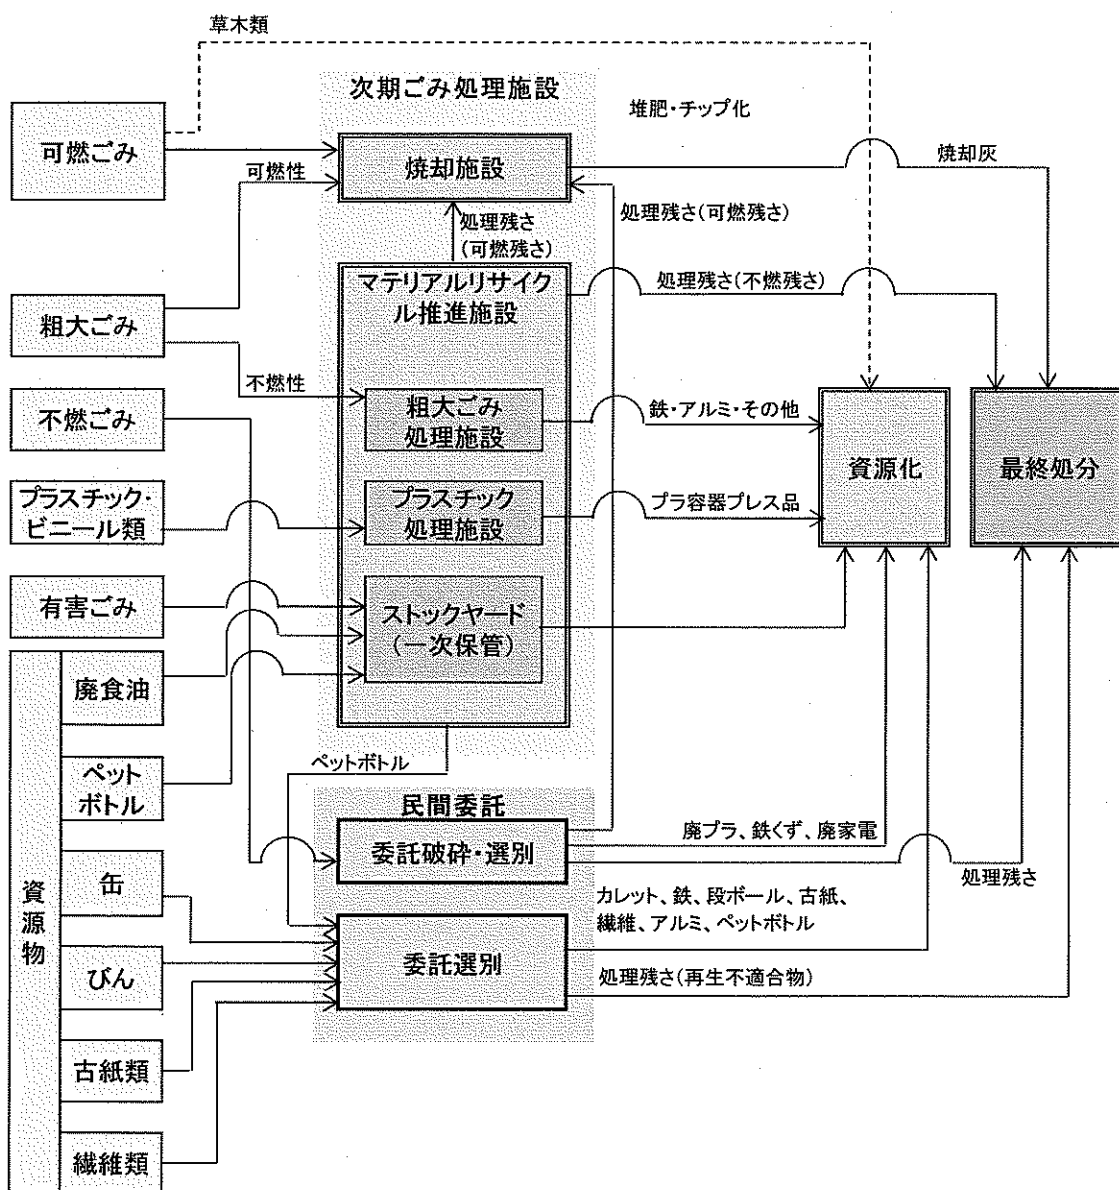 草木類
次期ごみ処理施設
堆肥・チップ化
可燃ごみ
焼却施設
焼却灰
可燃性
処理残さ
(可燃残さ)
処理残さ(可燃残さ)
マテリアルリサイク
ル推進施設
処理残さ(不燃残さ)
粗大ごみ
不燃性
不燃ごみ
粗大ごみ
処理施設
鉄・アルミ・その他
資源化
最終処分
プラスチック・
ビニール類
プラスチック
処理施設
プラ容器プレス品
有害ごみ
ストックヤード
(一次保管)
資源物
廃食油
ペット
ボトル
ペットボトル
民間委託
委託破砕・選別
廃プラ、鉄くず、廃家電
処理残さ
缶
カレット、鉄、段ボール、古紙、
繊維、アルミ、ペットボトル
びん
委託選別
処理残さ(再生不適合物)
古紙類
繊維類